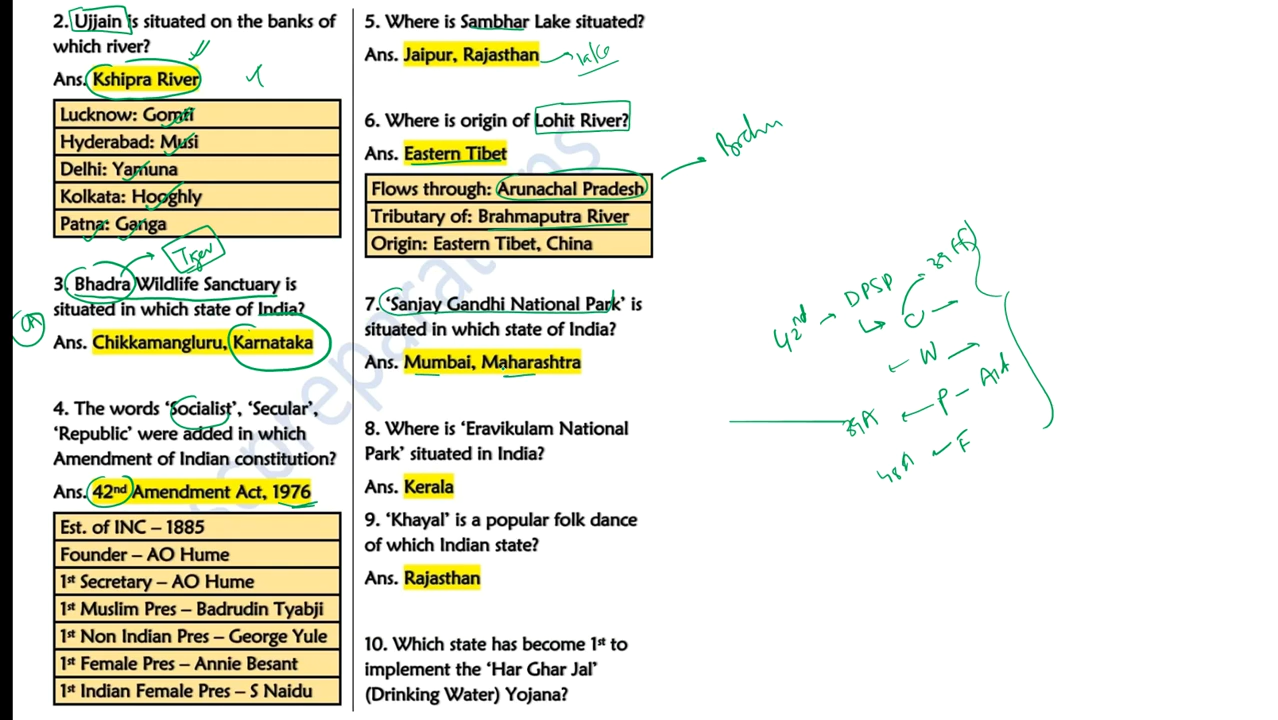 2. Ujjain is situated on the banks of
which river?
Ans. Kshipra River
Lucknow: Gomti
Hyderabad: Musi
Delhi: Yamuna
Kolkata: Hooghly
Patna: Ganga
Tiger
3. Bhadra Wildlife Sanctuary is
situated in which state of India?
Ans. Chikkamangluru, Karnataka
4. The words ‘Socialist’, ‘Secular’,
‘Republic’ were added in which
Amendment of Indian constitution?
Ans. 42nd Amendment Act, 1976
Est. of INC – 1885
Founder – AO Hume
1st Secretary – AO Hume
1st Muslim Pres – Badrudin Tyabji
1st Non Indian Pres – George Yule
1st Female Pres – Annie Besant
1st Indian Female Pres – S Naidu
5. Where is Sambhar Lake situated?
Ans. Jaipur, Rajasthan
lake
6. Where is origin of Lohit River?
Ans. Eastern Tibet
Flows through: Arunachal Pradesh
Tributary of: Brahmaputra River
Origin: Eastern Tibet, China
7. ‘Sanjay Gandhi National Park’ is
situated in which state of India?
Ans. Mumbai, Maharashtra
8. Where is ‘Eravikulam National
Park’ situated in India?
Ans. Kerala
9. ‘Khayal’ is a popular folk dance
of which Indian state?
Ans. Rajasthan
10. Which state has become 1st to
implement the ‘Har Ghar Jal’
(Drinking Water) Yojana?
42nd → DPSP
39(f)
C
W
39A ← P
48A F